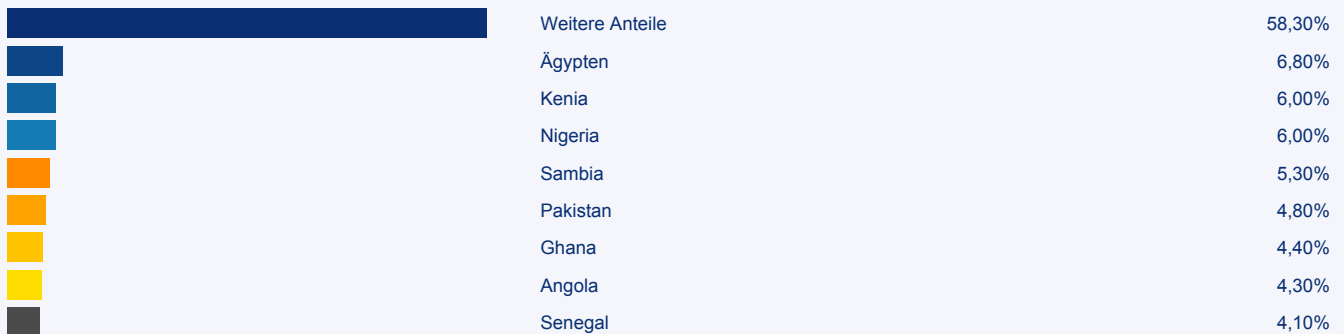 Weitere Anteile 58,30%
Ägypten 6,80%
Kenia 6,00%
Nigeria 6,00%
Sambia 5,30%
Pakistan 4,80%
Ghana 4,40%
Angola 4,30%
Senegal 4,10%